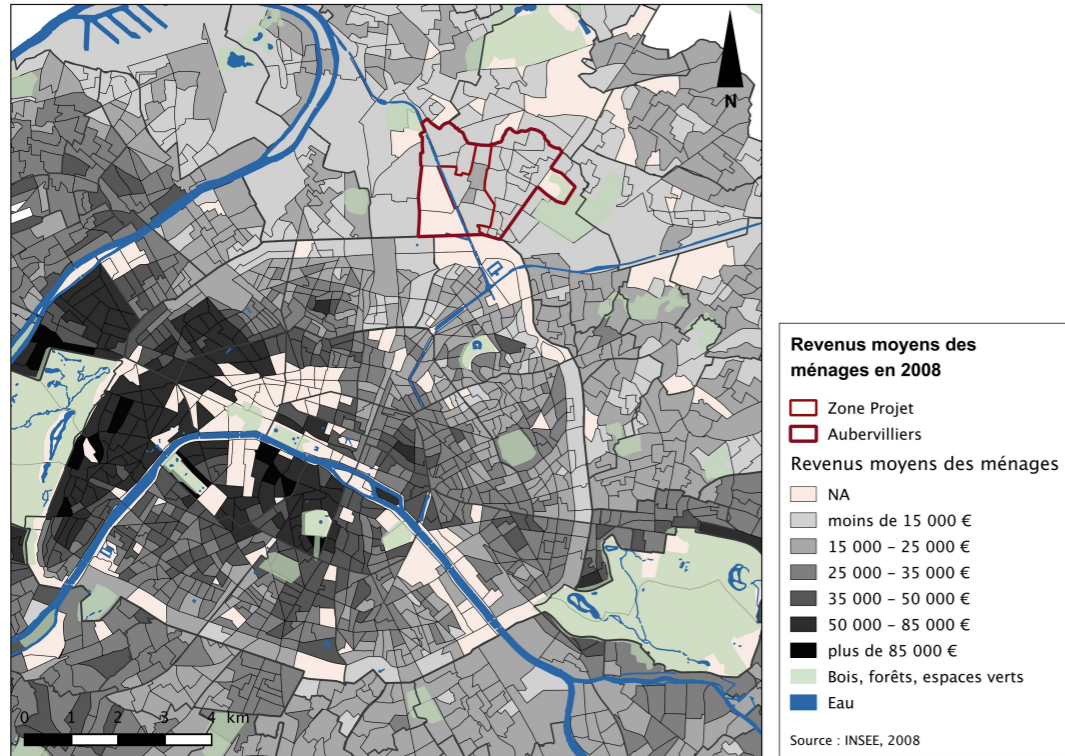 N
0 1 2 3 4 km
Revenus moyens des
ménages en 2008
Zone Projet
Aubervilliers
Revenus moyens des ménages
NA
moins de 15 000 €
15 000 – 25 000 €
25 000 – 35 000 €
35 000 – 50 000 €
50 000 – 85 000 €
plus de 85 000 €
Bois, forêts, espaces verts
Eau
Source : INSEE, 2008